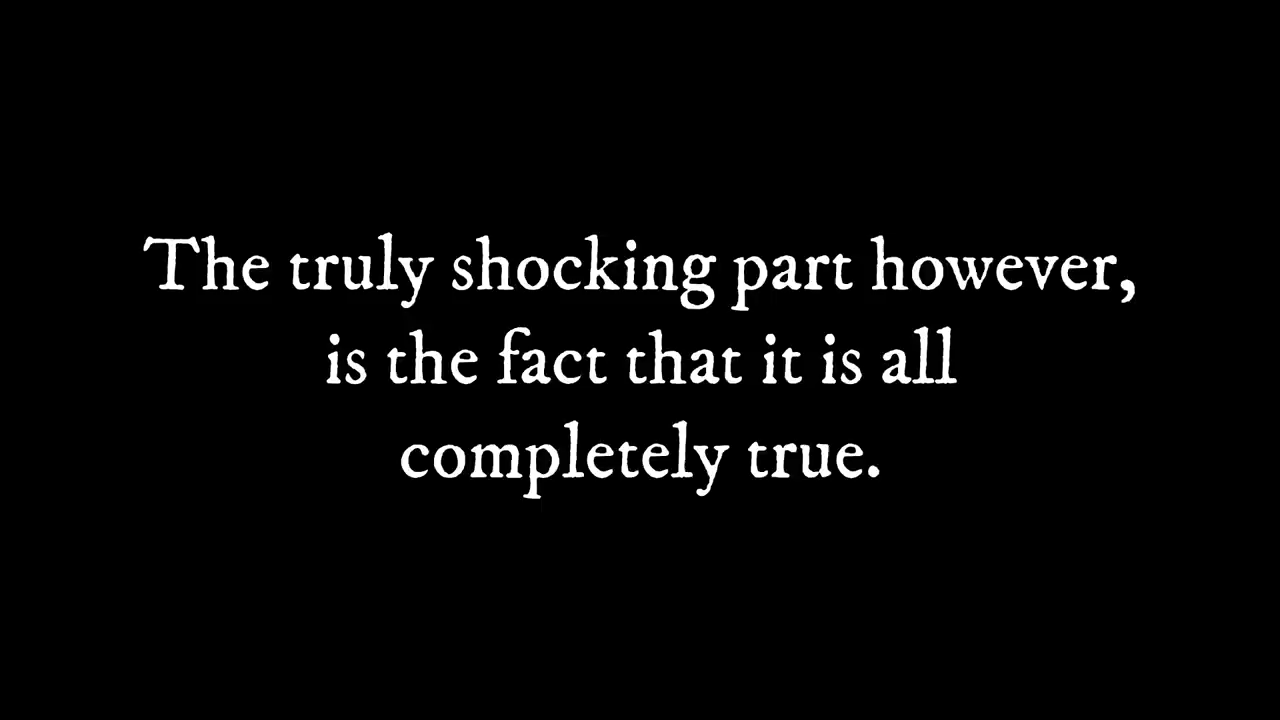 The truly shocking part however,
is the fact that it is all
completely true.